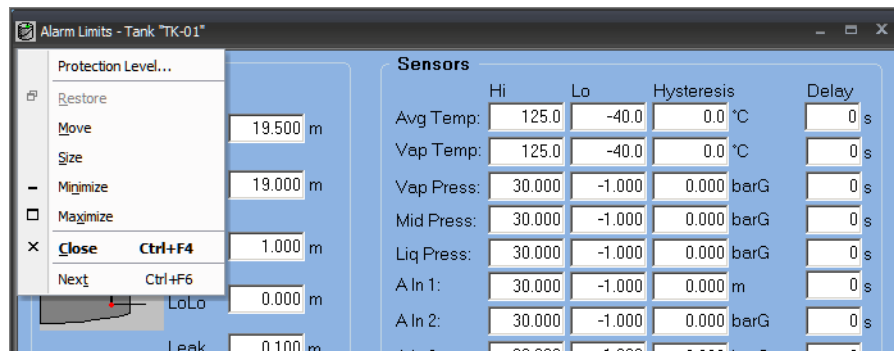 Alarm Limits - Tank "TK-01"
Protection Level...
Restore
Move
Size
Minimize
Maximize
Close Ctrl+F4
Next Ctrl+F6
19.500 m
19.000 m
1.000 m
LoLo 0.000 m
Leak 0.100 m
Sensors
Hi Lo Hysteresis Delay
Avg Temp: 125.0 -40.0 0.0 °C 0 s
Vap Temp: 125.0 -40.0 0.0 °C 0 s
Vap Press: 30.000 -1.000 0.000 barG 0 s
Mid Press: 30.000 -1.000 0.000 barG 0 s
Liq Press: 30.000 -1.000 0.000 barG 0 s
A In 1: 30.000 -1.000 0.000 m 0 s
A In 2: 30.000 -1.000 0.000 barG 0 s